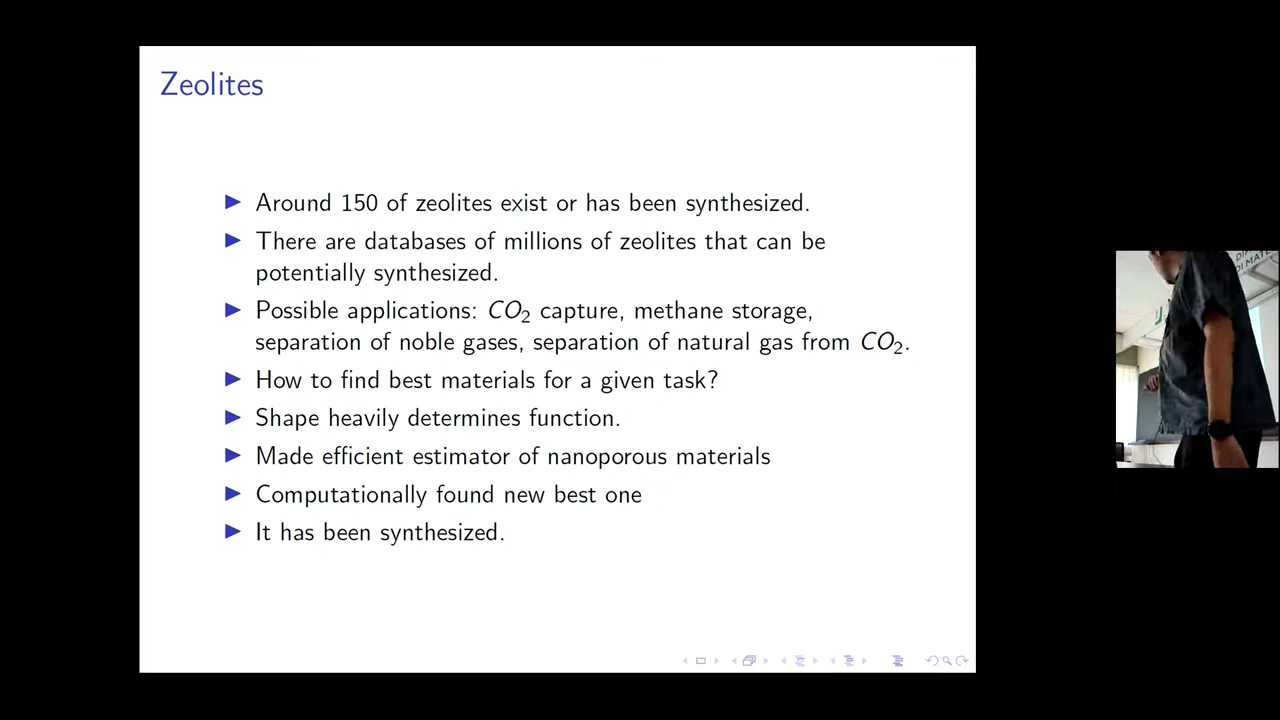 Zeolites
▶ Around 150 of zeolites exist or has been synthesized.
▶ There are databases of millions of zeolites that can be
potentially synthesized.
▶ Possible applications: CO₂ capture, methane storage,
separation of noble gases, separation of natural gas from CO₂.
▶ How to find best materials for a given task?
▶ Shape heavily determines function.
▶ Made efficient estimator of nanoporous materials
▶ Computationally found new best one
▶ It has been synthesized.